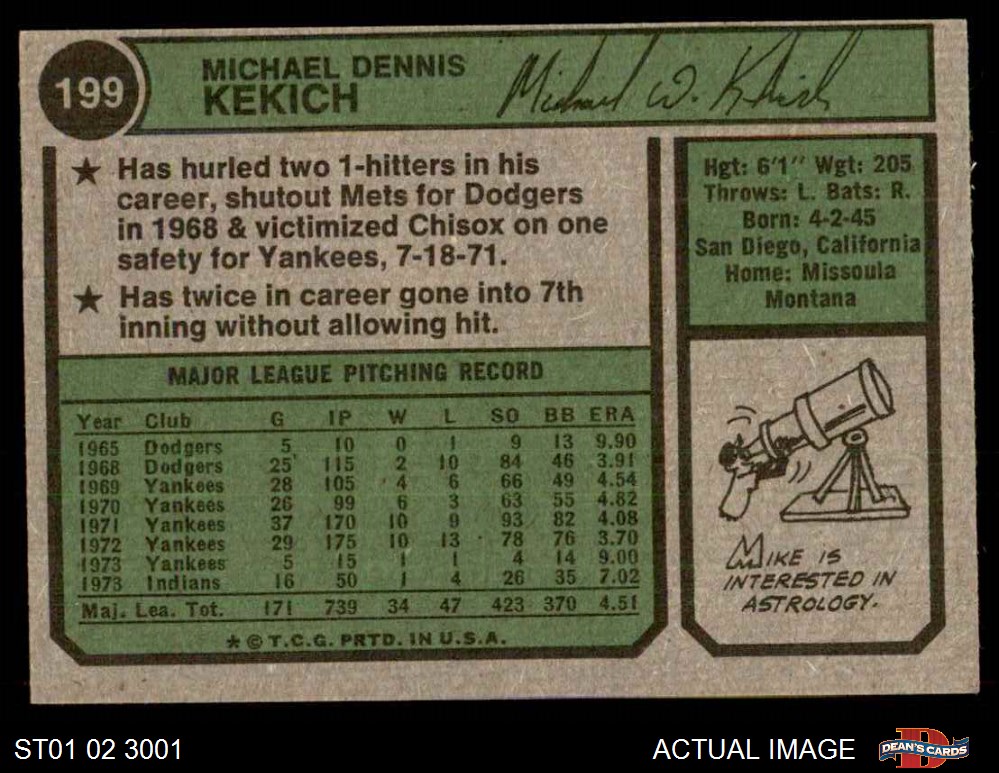 199
MICHAEL DENNIS
KEKICH
Michael W. Kekich
★ Has hurled two 1-hitters in his
career, shutout Mets for Dodgers
in 1968 & victimized Chisox on one
safety for Yankees, 7-18-71.
★ Has twice in career gone into 7th
inning without allowing hit.
Hgt: 6'1" Wgt: 205
Throws: L. Bats: R.
Born: 4-2-45
San Diego, California
Home: Missoula
Montana
MAJOR LEAGUE PITCHING RECORD
Year Club G IP W L SO BB ERA
1965 Dodgers 5 10 0 1 9 13 9.90
1968 Dodgers 25 115 2 10 84 46 3.91
1969 Yankees 28 105 4 6 66 49 4.54
1970 Yankees 26 99 6 3 63 55 4.82
1971 Yankees 37 170 10 9 93 82 4.08
1972 Yankees 29 175 10 13 78 76 3.70
1973 Yankees 5 15 1 1 4 14 9.00
1973 Indians 16 50 1 4 26 35 7.02
Maj. Lea. Tot. 171 739 34 47 423 370 4.51
* © T.C.G. PRTD. IN U.S.A.
MIKE IS
INTERESTED IN
ASTROLOGY.
ST01 02 3001
ACTUAL IMAGE
D
DEAN'S CARDS